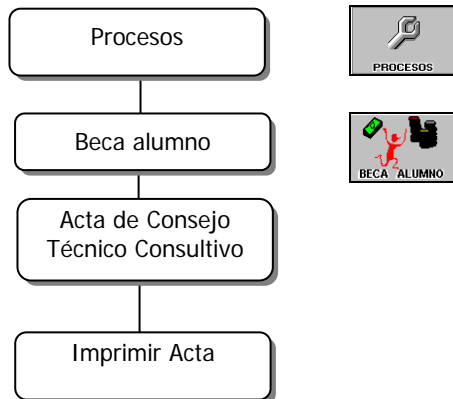 Procesos
PROCESOS
Beca alumno
BECA ALUMNO
Acta de Consejo
Técnico Consultivo
Imprimir Acta